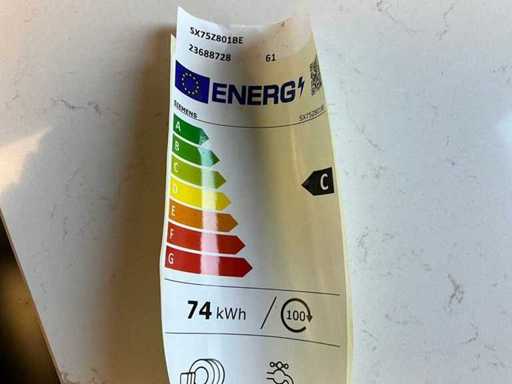 SX75Z801BE
23688728 61
ENERG
SIEMENS SX75Z801BE
A
B
C
D
E
F
G
C
74 kWh / 100